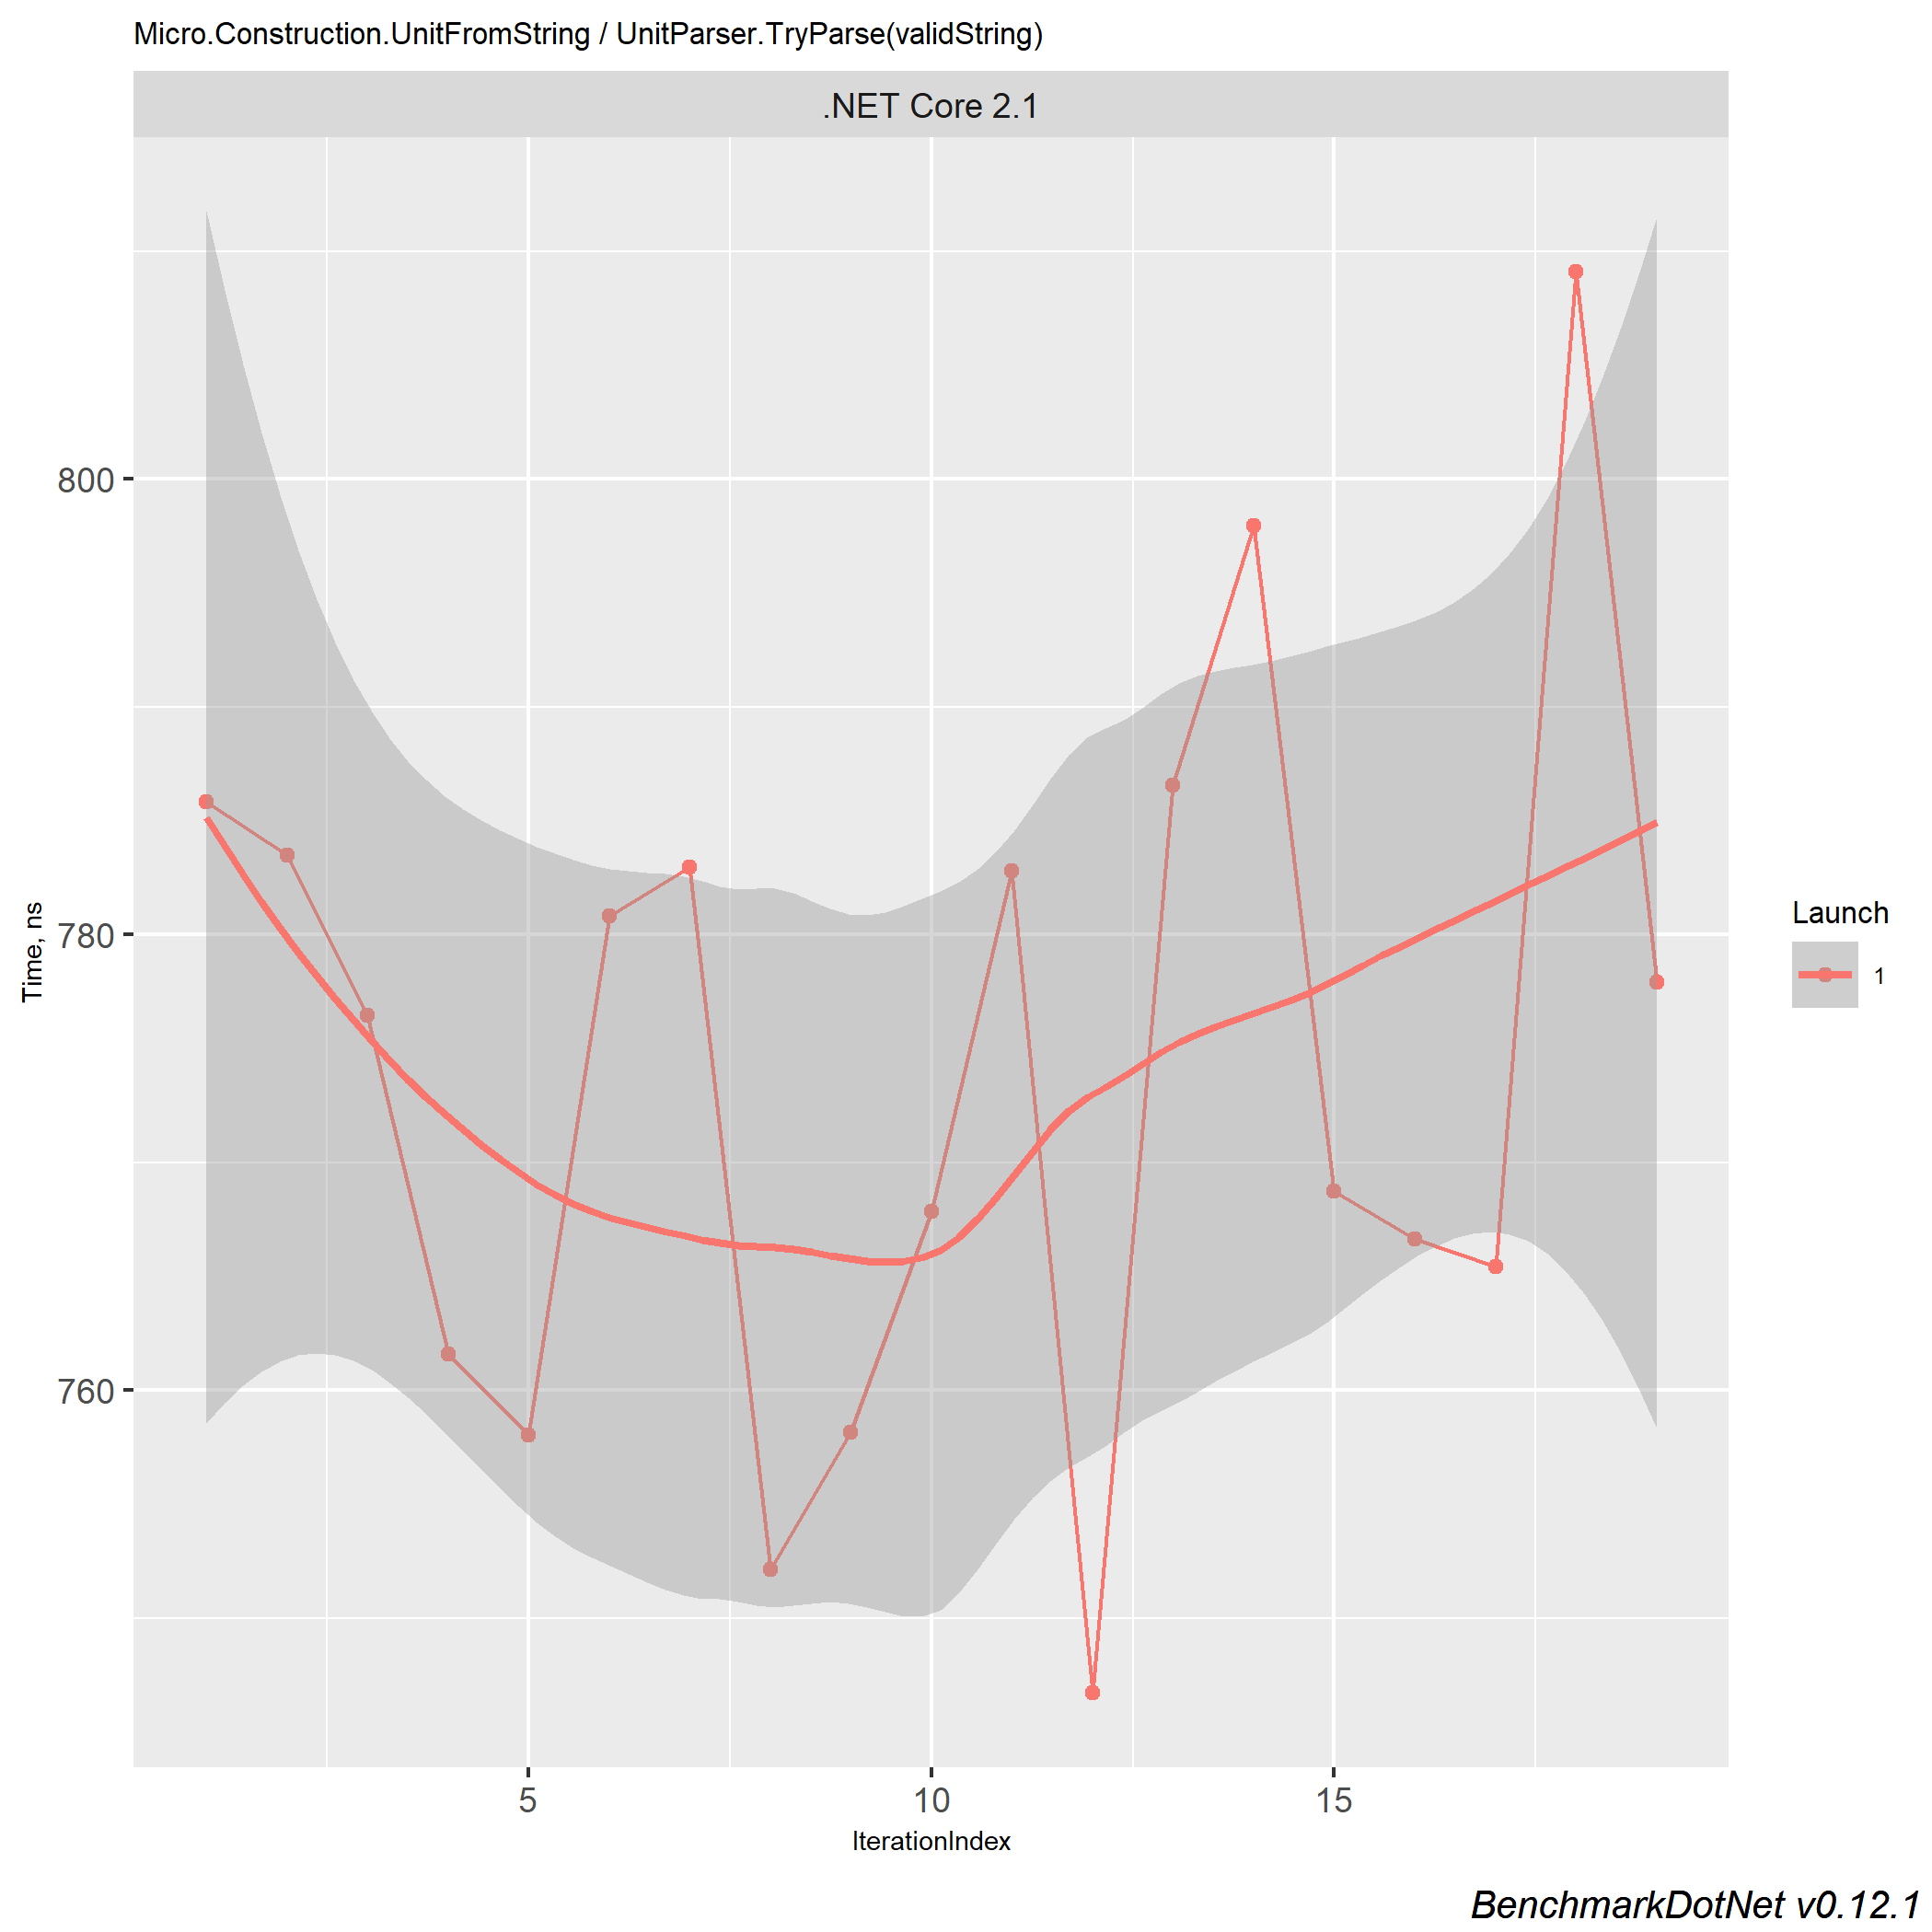 Micro.Construction.UnitFromString / UnitParser.TryParse(validString)
.NET Core 2.1
800
780
760
Time, ns
5
10
15
IterationIndex
Launch
1
BenchmarkDotNet v0.12.1